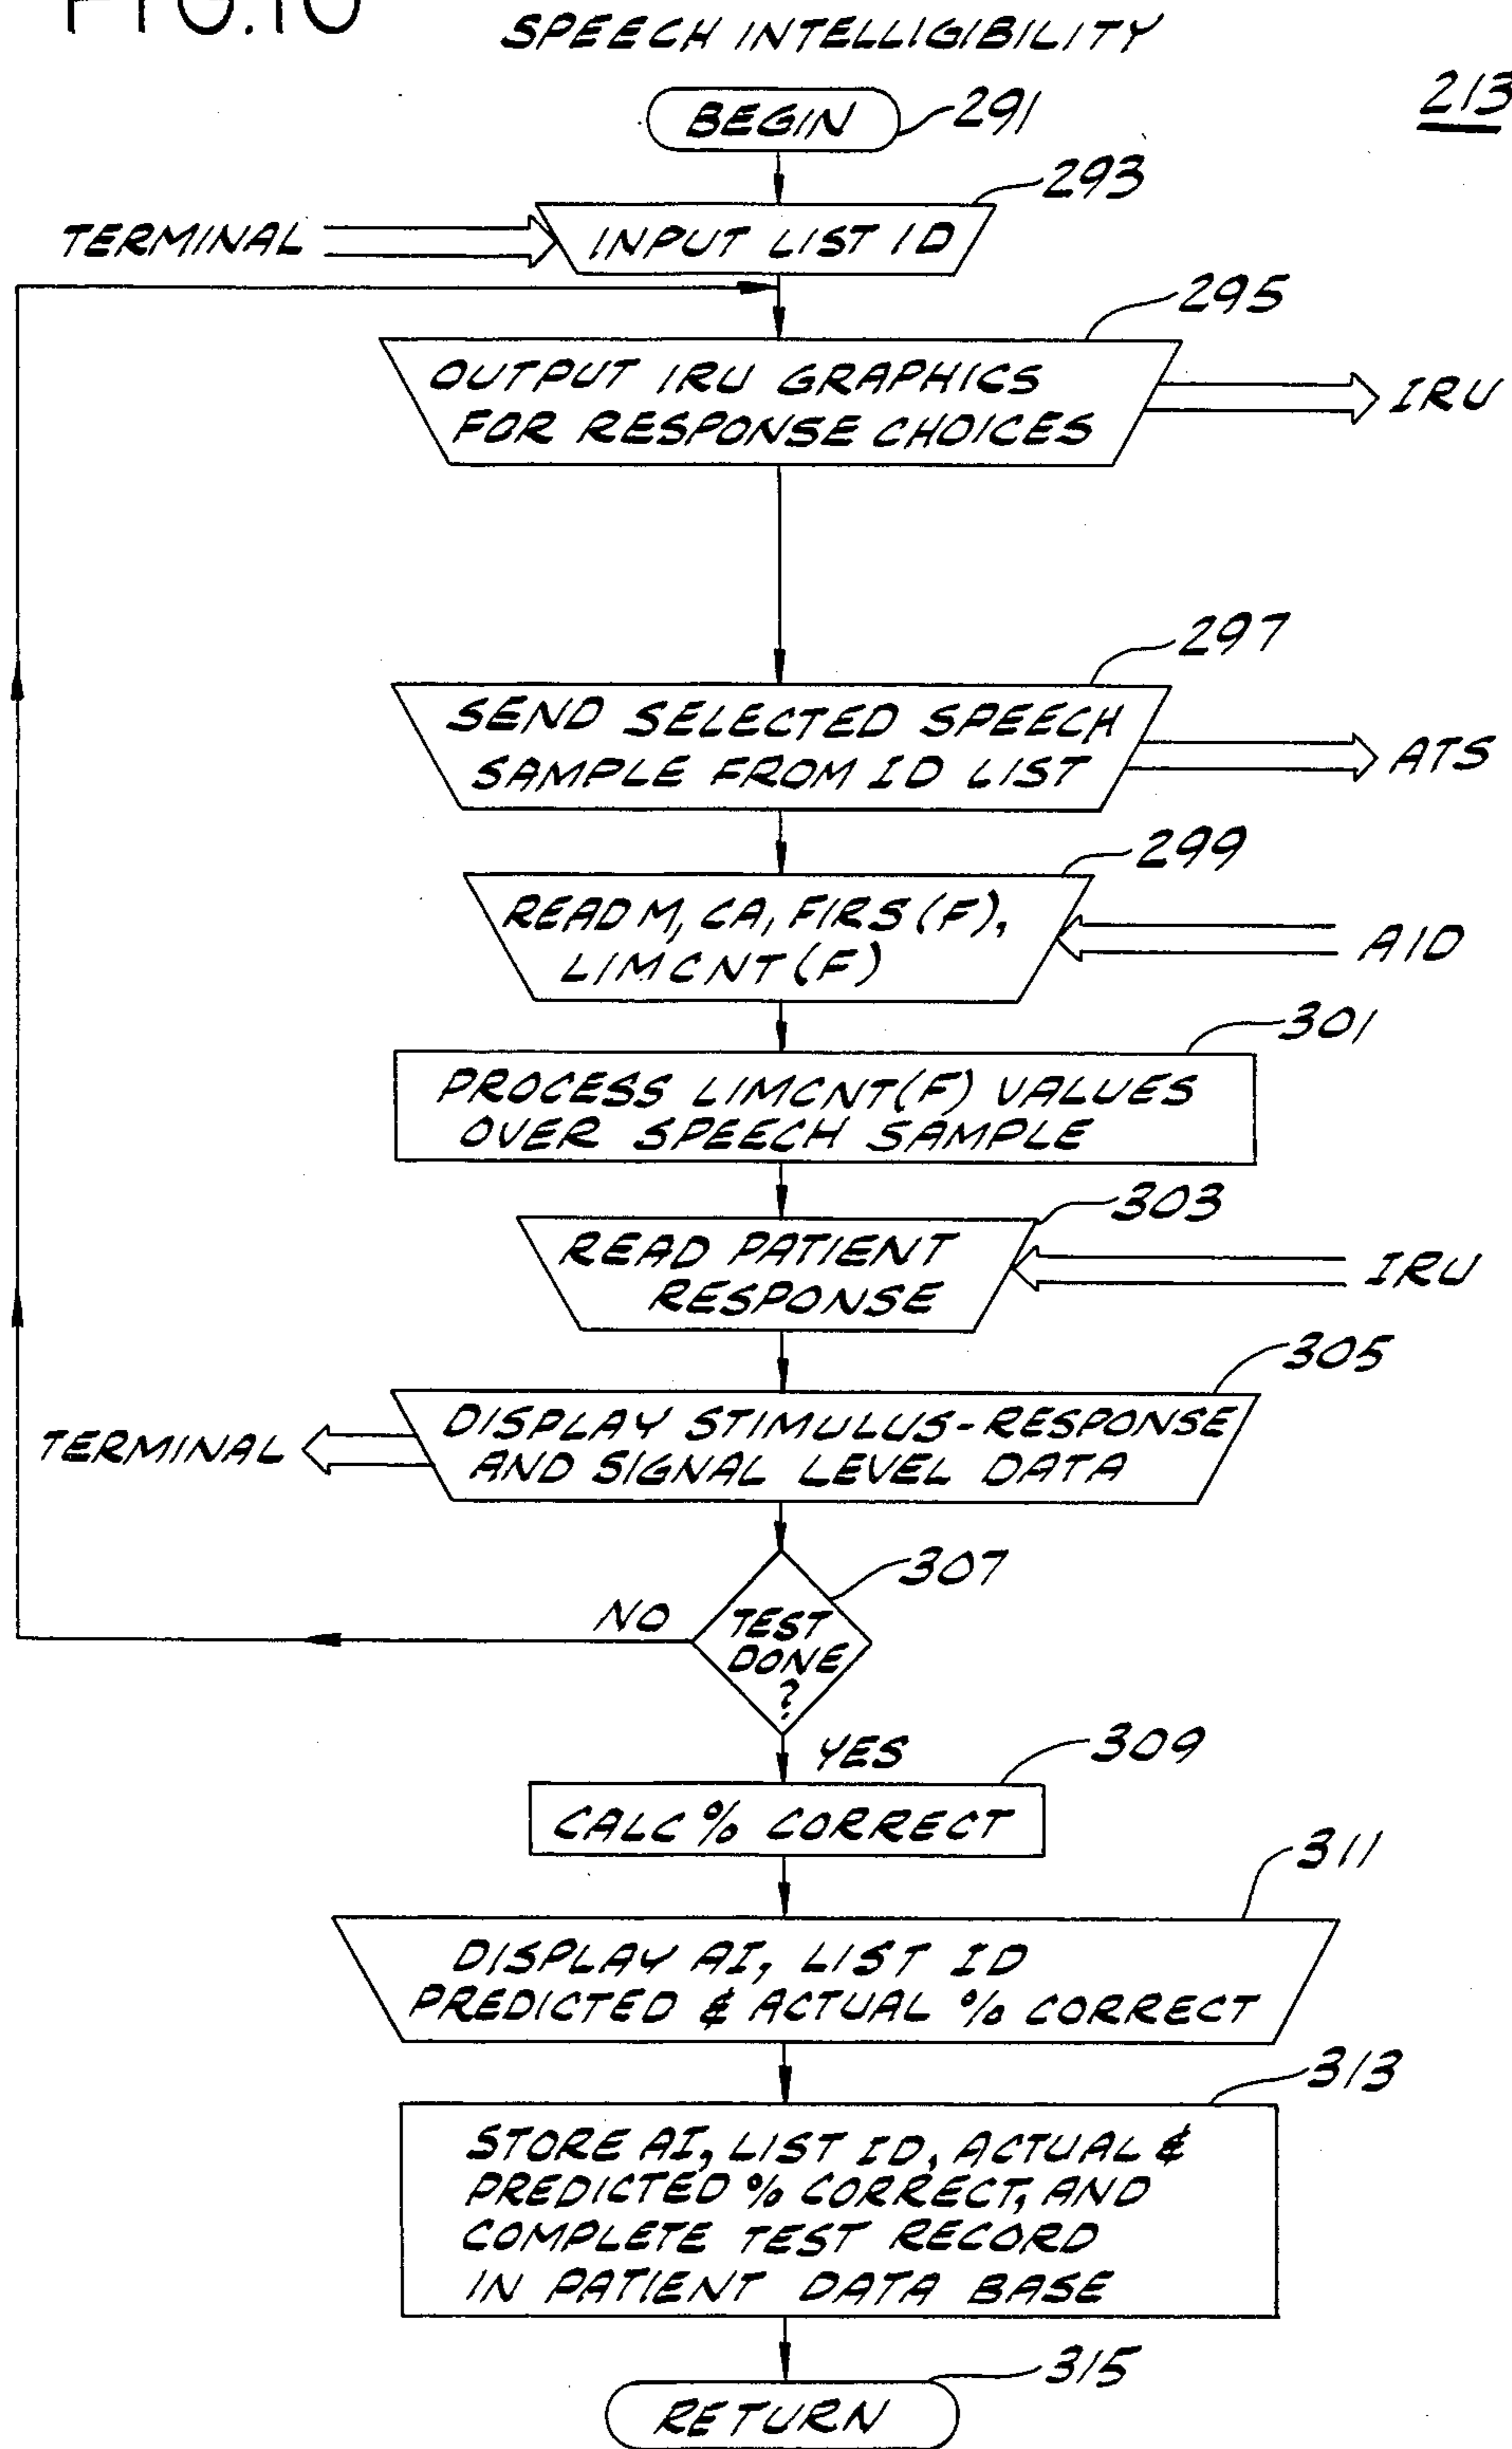 FIG.10
SPEECH INTELLIGIBILITY
213
BEGIN
291
293
TERMINAL
INPUT LIST ID
295
OUTPUT IRU GRAPHICS
FOR RESPONSE CHOICES
IRU
297
SEND SELECTED SPEECH
SAMPLE FROM ID LIST
ATS
299
READ M, CA, FIRS(F),
LIMCNT(F)
AID
301
PROCESS LIMCNT(F) VALUES
OVER SPEECH SAMPLE
303
READ PATIENT
RESPONSE
IRU
305
DISPLAY STIMULUS-RESPONSE
AND SIGNAL LEVEL DATA
TERMINAL
307
NO
TEST
DONE
?
YES
309
CALC % CORRECT
311
DISPLAY AI, LIST ID
PREDICTED & ACTUAL % CORRECT
313
STORE AI, LIST ID, ACTUAL &
PREDICTED % CORRECT, AND
COMPLETE TEST RECORD
IN PATIENT DATA BASE
315
RETURN